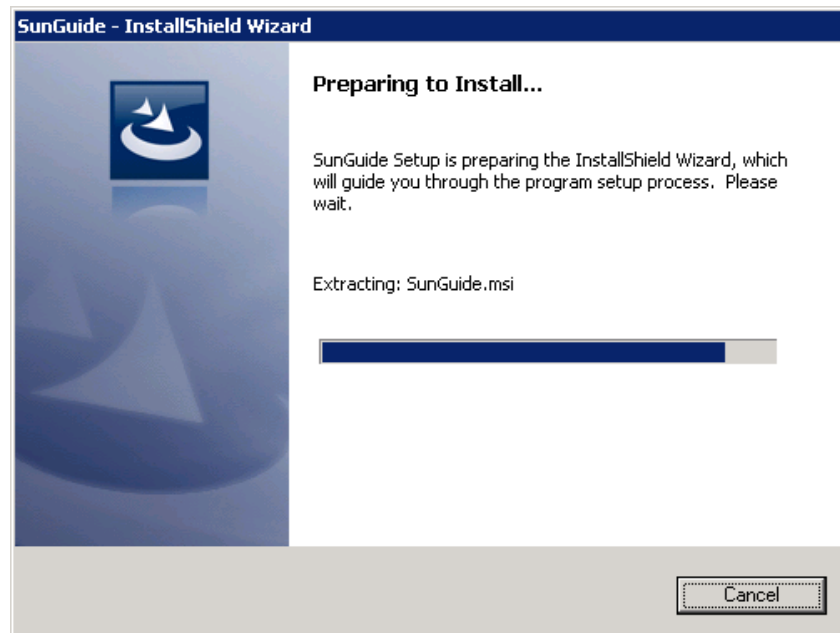 SunGuide - InstallShield Wizard
Preparing to Install...
SunGuide Setup is preparing the InstallShield Wizard, which
will guide you through the program setup process. Please
wait.
Extracting: SunGuide.msi
Cancel